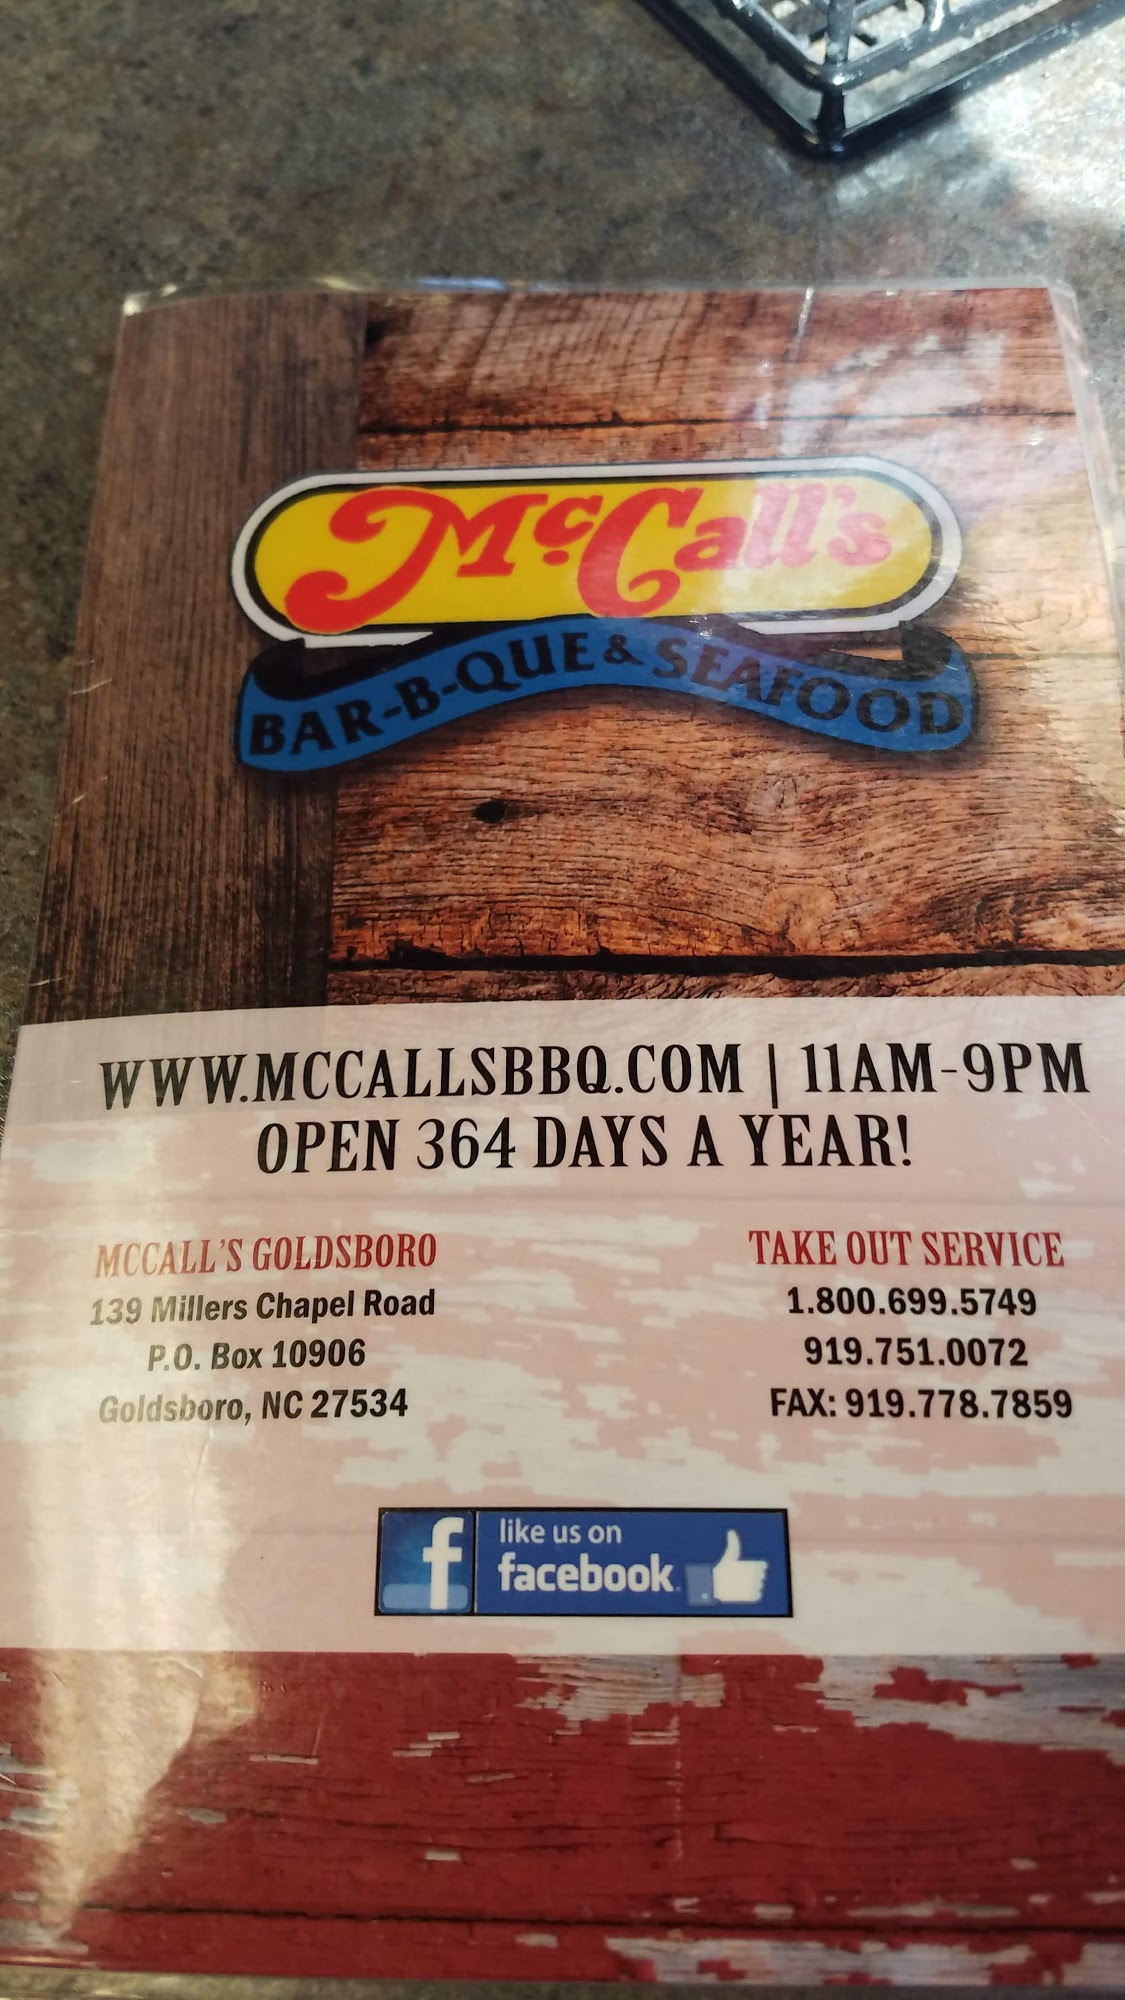 McCall's
BAR-B-QUE & SEAFOOD
WWW.MCCALLSBBQ.COM | 11AM-9PM
OPEN 364 DAYS A YEAR!
MCCALL'S GOLDSBORO
139 Millers Chapel Road
P.O. Box 10906
Goldsboro, NC 27534
TAKE OUT SERVICE
1.800.699.5749
919.751.0072
FAX: 919.778.7859
f
like us on
facebook